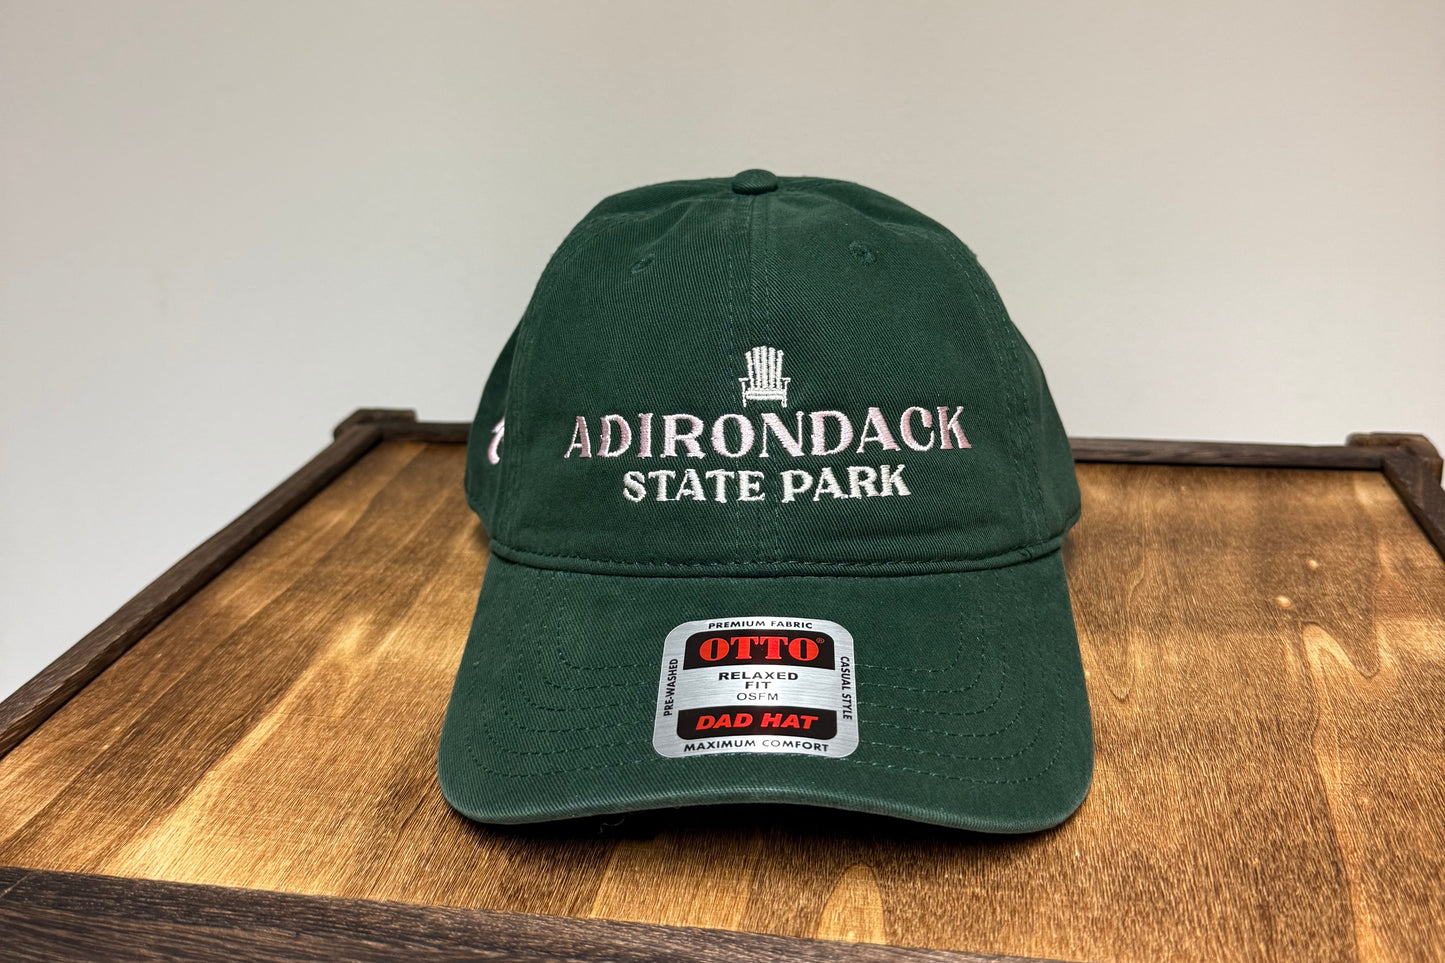 ADIRONDACK
STATE PARK
PREMIUM FABRIC
OTTO®
PRE-WASHED
RELAXED
FIT
OSFM
CASUAL STYLE
DAD HAT
MAXIMUM COMFORT